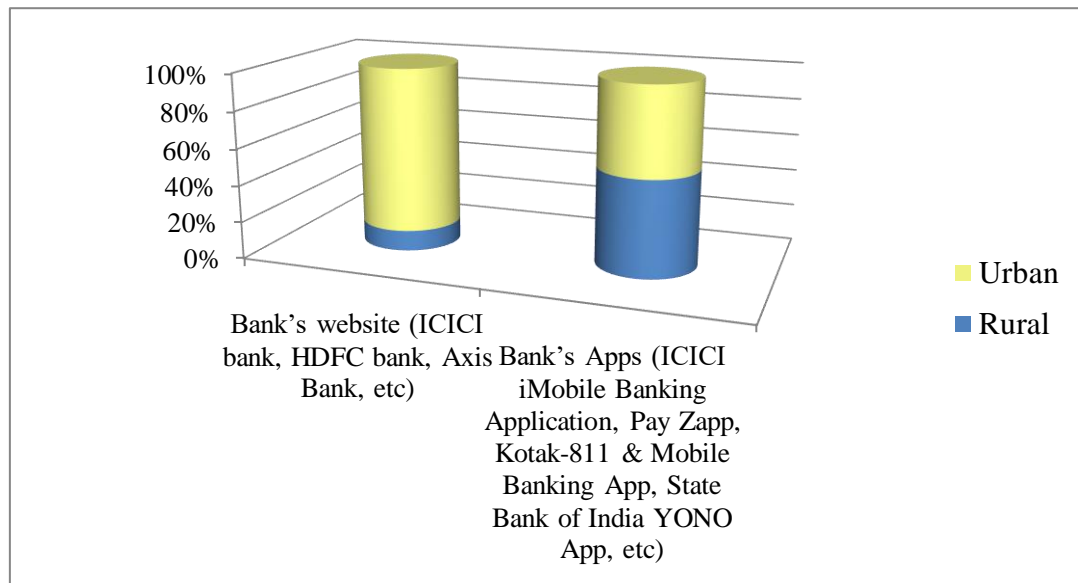 100%
80%
60%
40%
20%
0%
Bank’s website (ICICI
bank, HDFC bank, Axis
Bank, etc)
Bank’s Apps (ICICI
iMobile Banking
Application, Pay Zapp,
Kotak-811 & Mobile
Banking App, State
Bank of India YONO
App, etc)
Urban
Rural